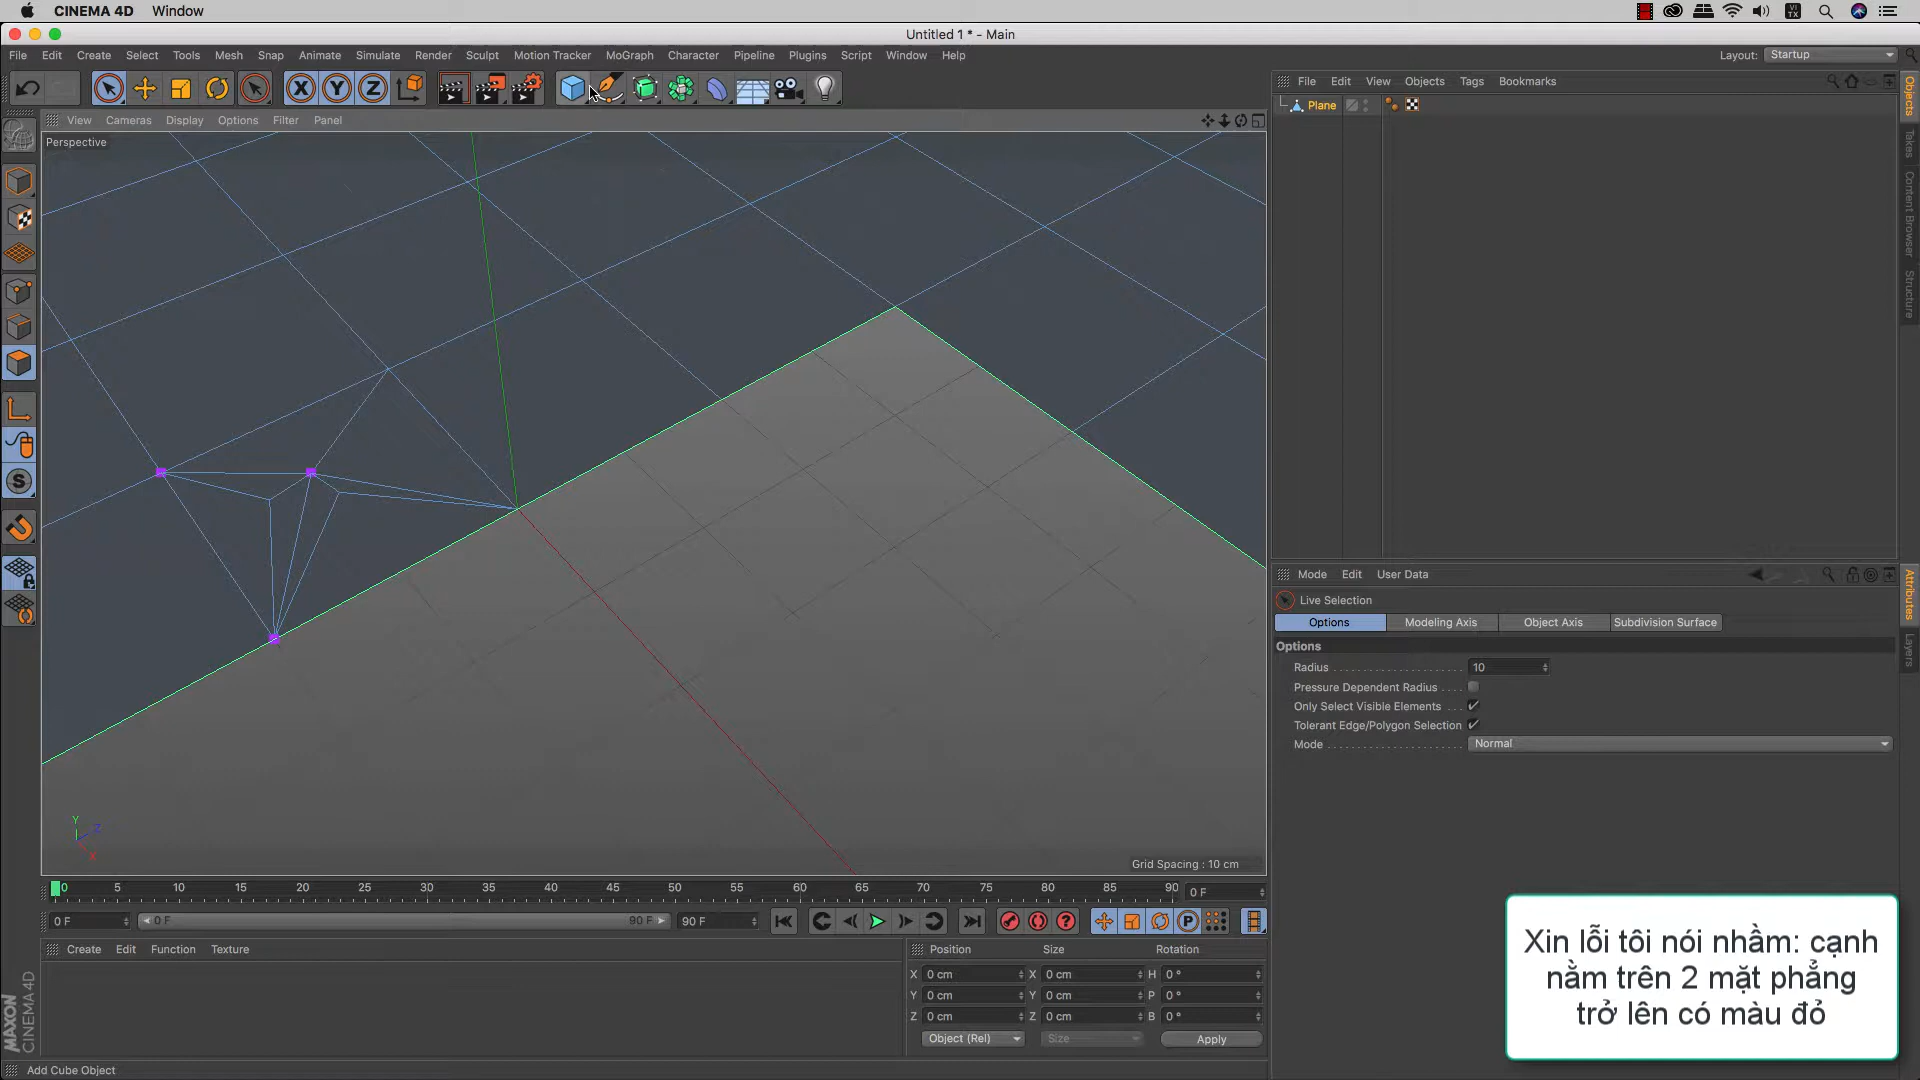 CINEMA 4D Window
Untitled 1 * - Main
File Edit Create Select Tools Mesh Snap Animate Simulate Render Sculpt Motion Tracker MoGraph Character Pipeline Plugins Script Window Help
Layout: Startup
X Y Z
File Edit View Objects Tags Bookmarks
Plane
View Cameras Display Options Filter Panel
Perspective
Objects
Takes
Content Browser
Structure
Mode Edit User Data
Live Selection
Options Modeling Axis Object Axis Subdivision Surface
Options
Radius 10
Pressure Dependent Radius
Only Select Visible Elements
Tolerant Edge/Polygon Selection
Mode Normal
Attributes
Layers
Y
Z
X
Grid Spacing : 10 cm
0 5 10 15 20 25 30 35 40 45 50 55 60 65 70 75 80 85 90 0 F
0 F 0 F 90 F 90 F
Create Edit Function Texture
Position Size Rotation
X 0 cm X 0 cm H 0 °
Y 0 cm Y 0 cm P 0 °
Z 0 cm Z 0 cm B 0 °
Object (Rel) Size Apply
MAXON
CINEMA 4D
Add Cube Object
Xin lỗi tôi nói nhầm: cạnh
nằm trên 2 mặt phẳng
trở lên có màu đỏ